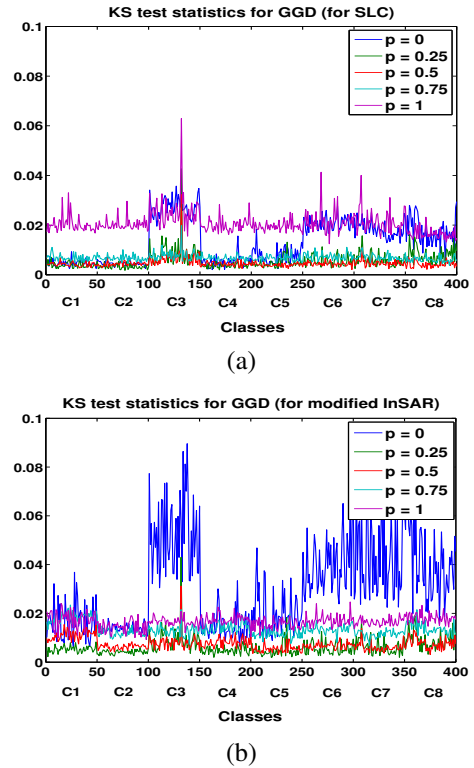 KS test statistics for GGD (for SLC)
0.1
0.08
0.06
0.04
0.02
0
p = 0
p = 0.25
p = 0.5
p = 0.75
p = 1
0 50 100 150 200 250 300 350 400
C1 C2 C3 C4 C5 C6 C7 C8
Classes
(a)
KS test statistics for GGD (for modified InSAR)
0.1
0.08
0.06
0.04
0.02
0
p = 0
p = 0.25
p = 0.5
p = 0.75
p = 1
0 50 100 150 200 250 300 350 400
C1 C2 C3 C4 C5 C6 C7 C8
Classes
(b)